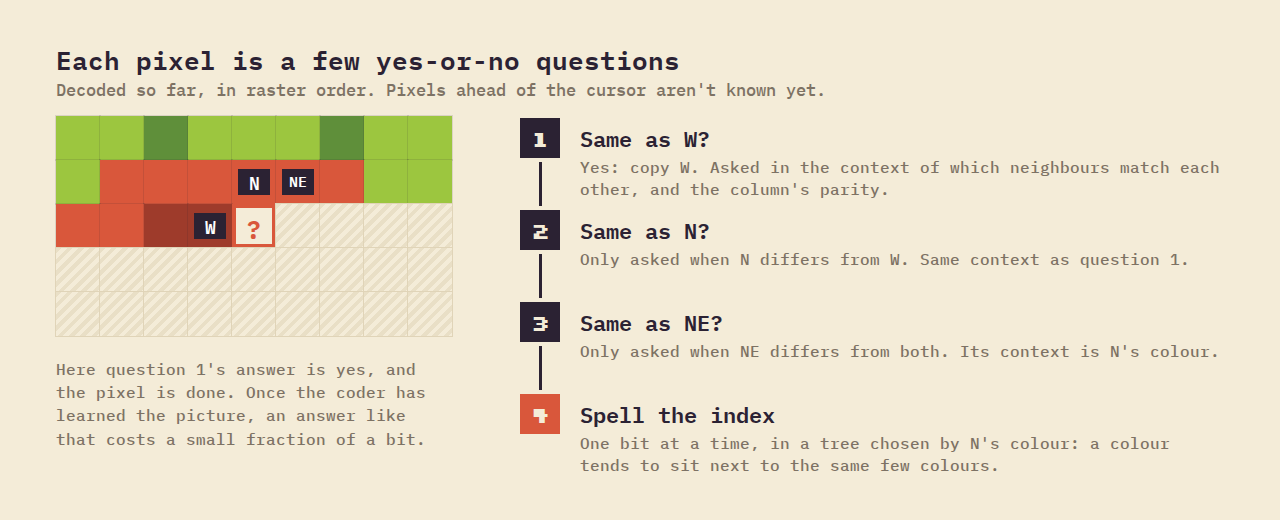 Each pixel is a few yes-or-no questions
Decoded so far, in raster order. Pixels ahead of the cursor aren't known yet.
N
NE
W
?
Here question 1's answer is yes, and
the pixel is done. Once the coder has
learned the picture, an answer like
that costs a small fraction of a bit.
1
Same as W?
Yes: copy W. Asked in the context of which neighbours match each
other, and the column's parity.
2
Same as N?
Only asked when N differs from W. Same context as question 1.
3
Same as NE?
Only asked when NE differs from both. Its context is N's colour.
4
Spell the index
One bit at a time, in a tree chosen by N's colour: a colour
tends to sit next to the same few colours.